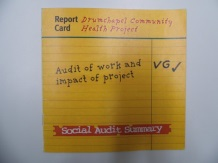 Report Drumchapel Community
Card Health Project
Audit of work and VG ✓
impact of project
Social Audit Summary